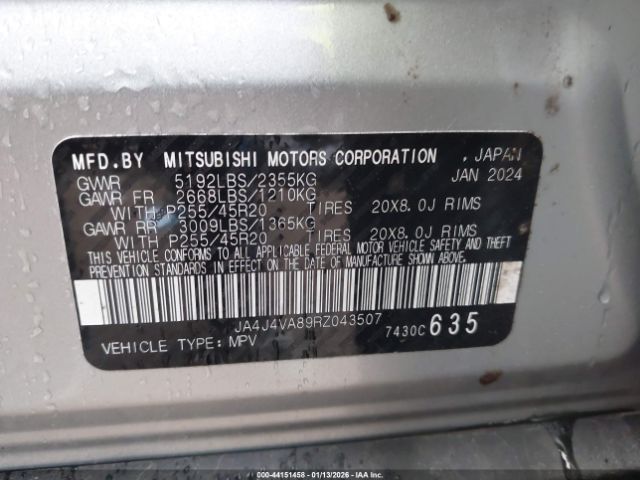 MFD.BY MITSUBISHI MOTORS CORPORATION , JAPAN
GVWR 5192LBS/2355KG JAN 2024
GAWR FR 2668LBS/1210KG
WITH P255/45R20 TIRES 20X8.0J RIMS
GAWR RR 3009LBS/1365KG
WITH P255/45R20 TIRES 20X8.0J RIMS
THIS VEHICLE CONFORMS TO ALL APPLICABLE FEDERAL MOTOR VEHICLE SAFETY AND THEFT
PREVENTION STANDARDS IN EFFECT ON THE DATE OF MANUFACTURE SHOWN ABOVE.
JA4J4VA89RZ043507
7430C 635
VEHICLE TYPE: MPV
© IAA-44151458 - 01/13/2026 - IAA, Inc.